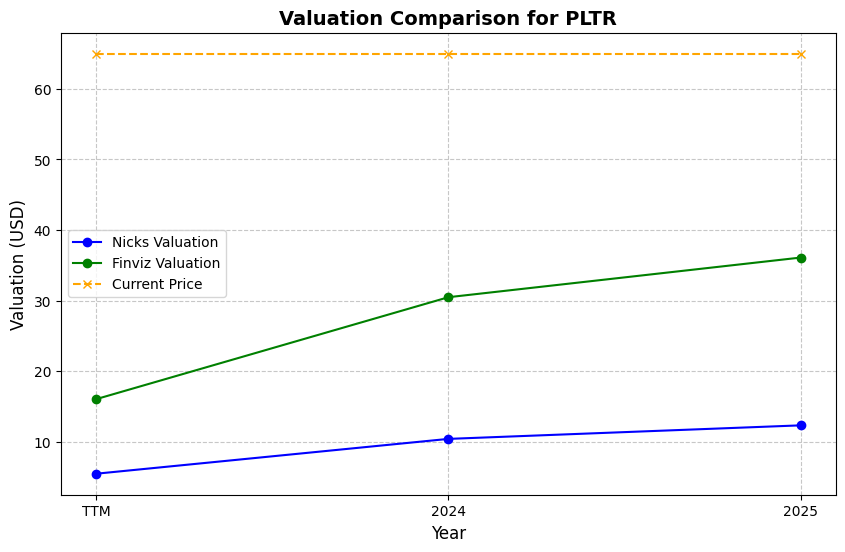 Valuation Comparison for PLTR
Valuation (USD)
60
50
40
30
20
10
Nicks Valuation
Finviz Valuation
Current Price
TTM
2024
2025
Year